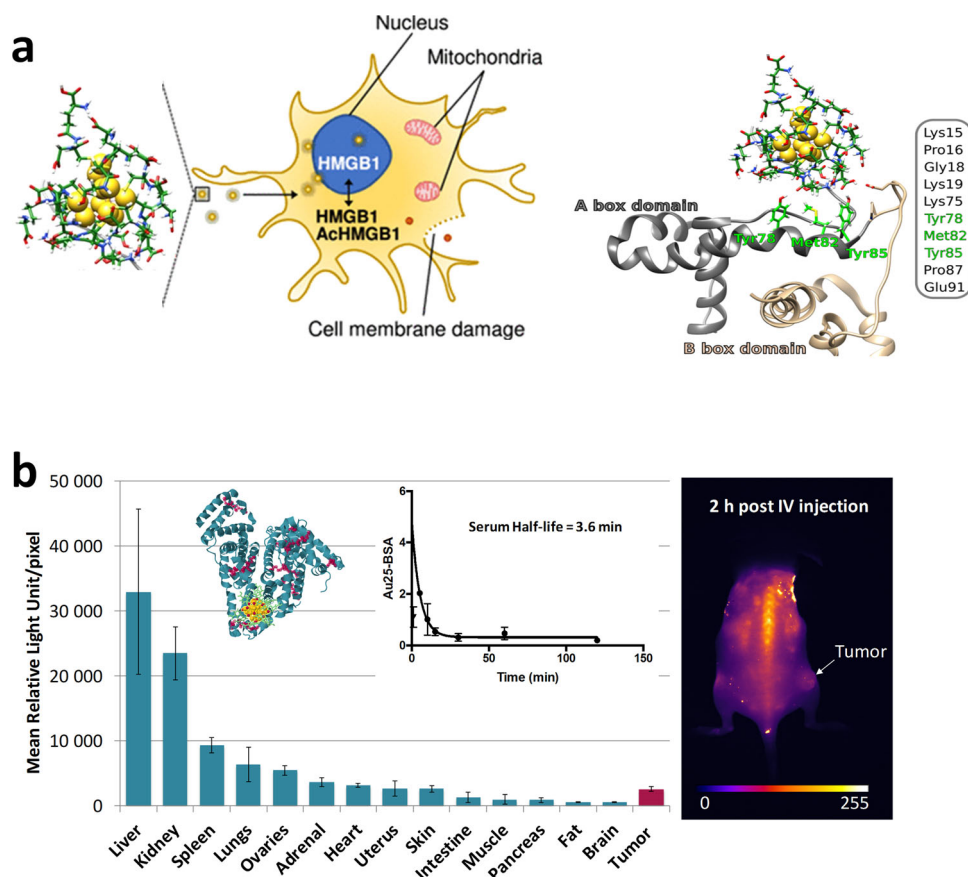 a
Nucleus
Mitochondria
HMGB1
HMGB1
AcHMGB1
Cell membrane damage
A box domain
Tyr78
Met82
Tyr85
B box domain
Lys15
Pro16
Gly18
Lys19
Lys75
Tyr78
Met82
Tyr85
Pro87
Glu91
b
Mean Relative Light Unit/pixel
50 000
40 000
30 000
20 000
10 000
0
Liver
Kidney
Spleen
Lungs
Ovaries
Adrenal
Heart
Uterus
Skin
Intestine
Muscle
Pancreas
Fat
Brain
Tumor
Au25-BSA
6
4
2
0
Serum Half-life = 3.6 min
0 50 100 150
Time (min)
2 h post IV injection
Tumor
0 255